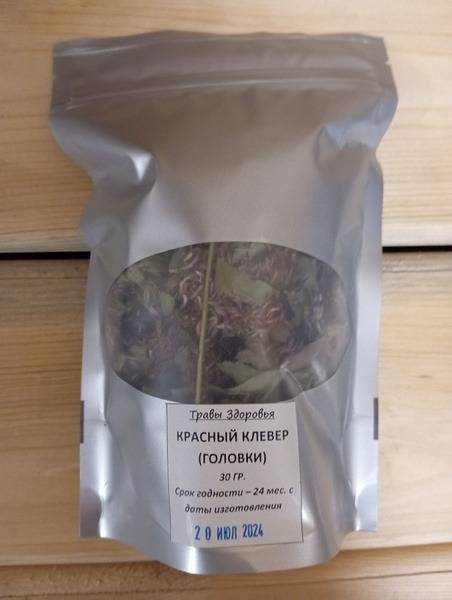 Травы Здоровья
КРАСНЫЙ КЛЕВЕР
(ГОЛОВКИ)
30 ГР.
Срок годности – 24 мес. с
даты изготовления
2 0 ИЮЛ 2024